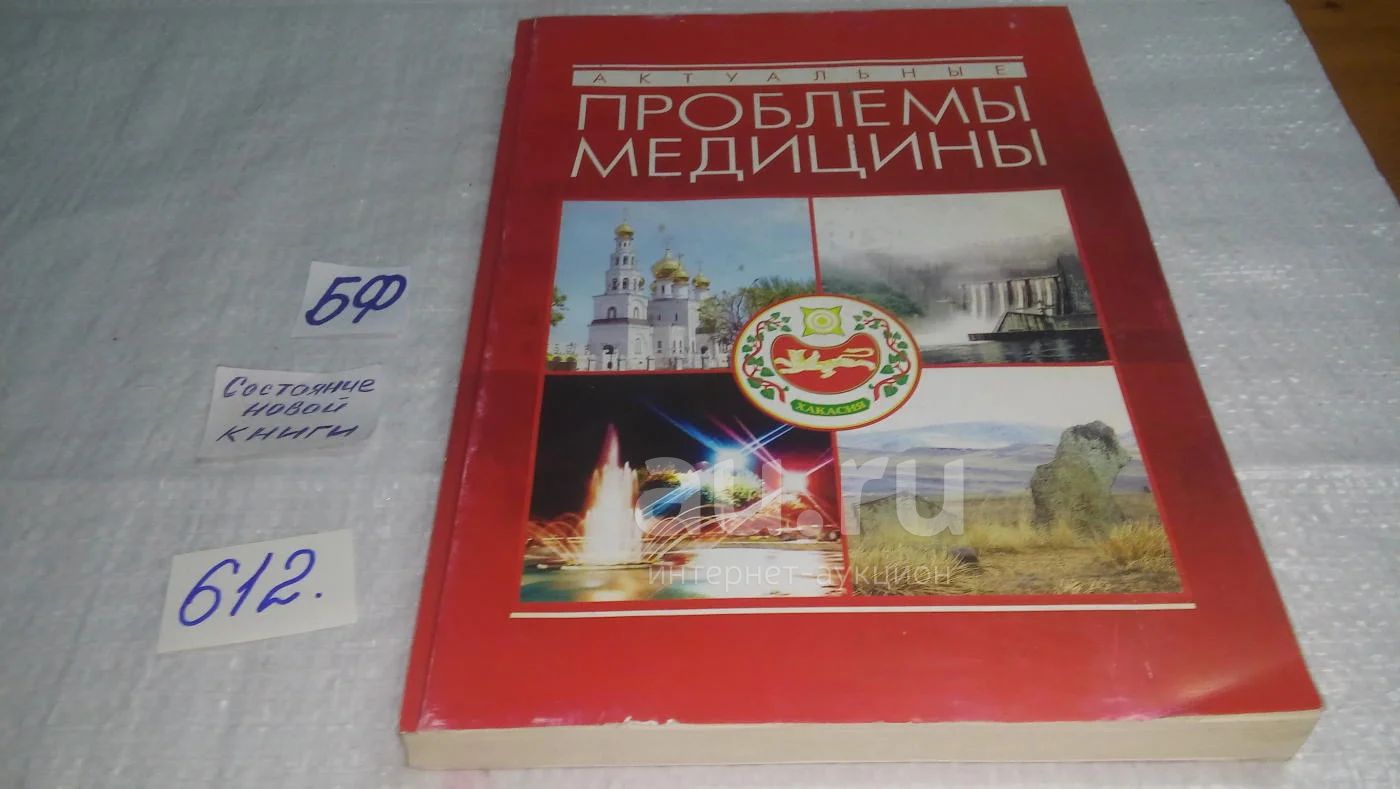 АКТУАЛЬНЫЕ
ПРОБЛЕМЫ
МЕДИЦИНЫ
ХАКАСИЯ
БФ
Состояние
новой
книги
612.
au.ru
интернет-аукцион